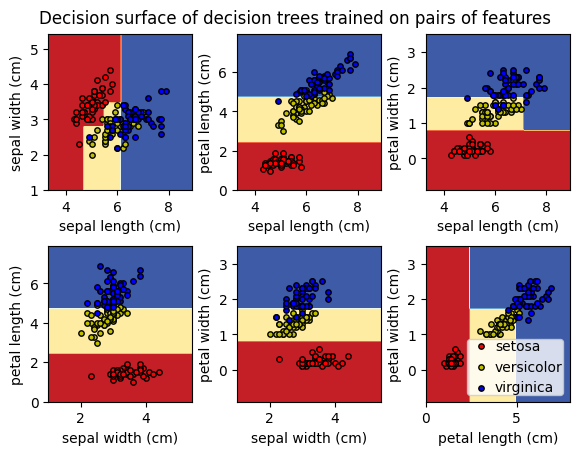 Decision surface of decision trees trained on pairs of features
sepal width (cm)
5
4
3
2
1
4
6
8
sepal length (cm)
petal length (cm)
6
4
2
0
4
6
8
sepal length (cm)
petal width (cm)
3
2
1
0
4
6
8
sepal length (cm)
petal length (cm)
6
4
2
0
2
4
sepal width (cm)
petal width (cm)
3
2
1
0
2
4
sepal width (cm)
petal width (cm)
3
2
1
0
0
5
petal length (cm)
setosa
versicolor
virginica